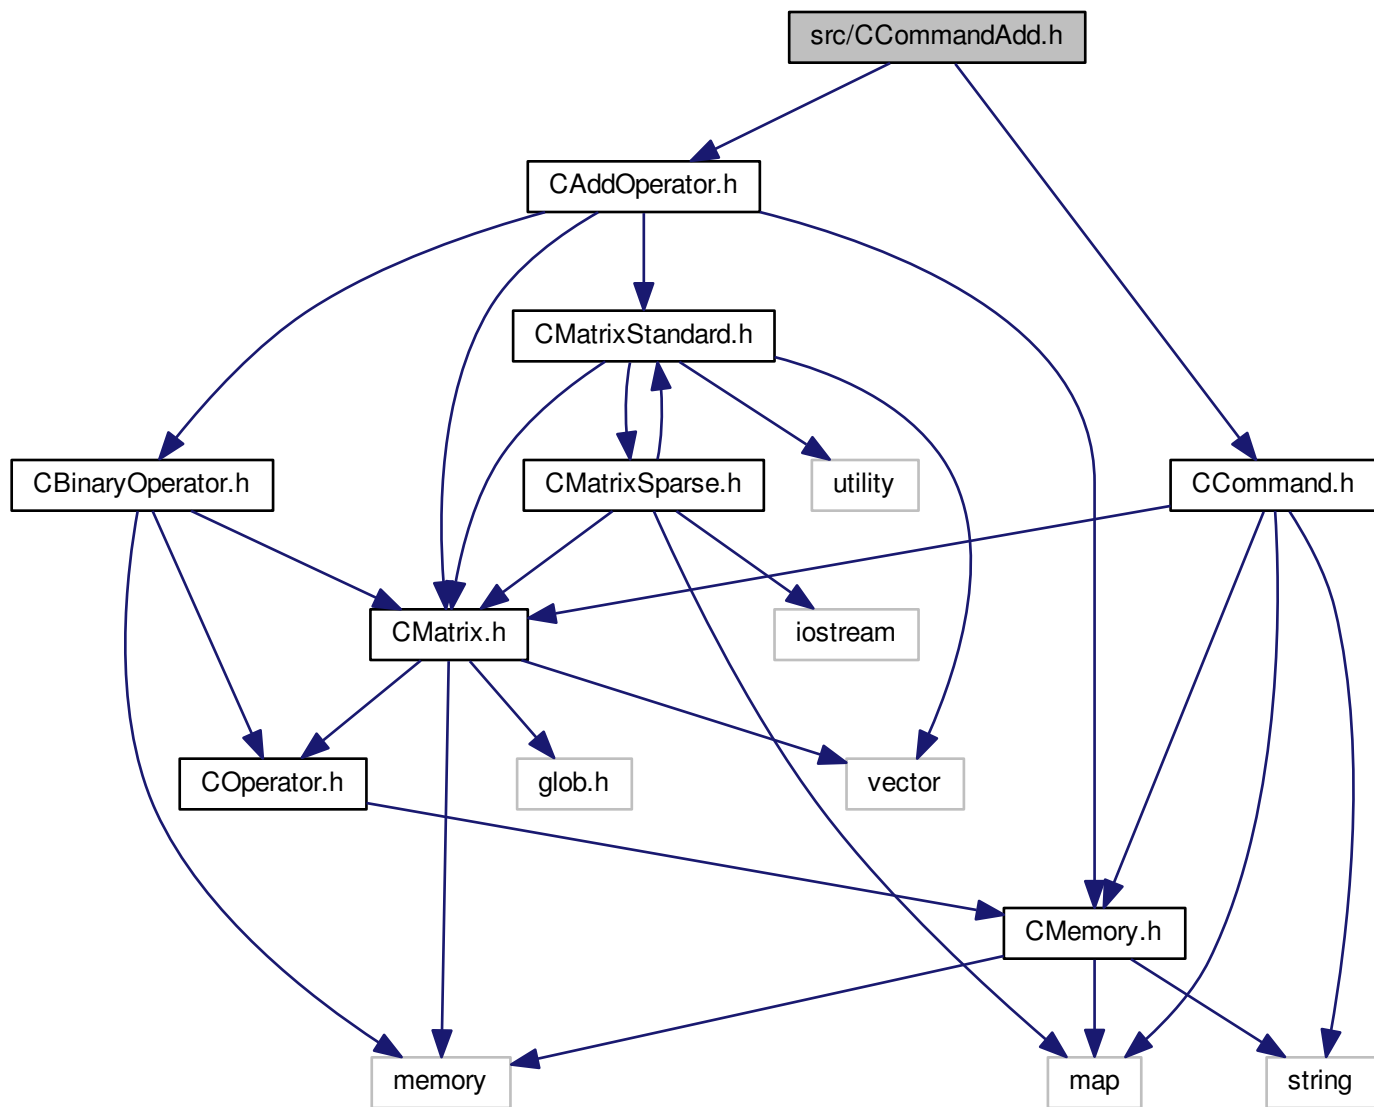 src/CCommandAdd.h
CAddOperator.h
CMatrixStandard.h
CBinaryOperator.h
CMatrixSparse.h
utility
CCommand.h
CMatrix.h
iostream
COperator.h
glob.h
vector
CMemory.h
memory
map
string